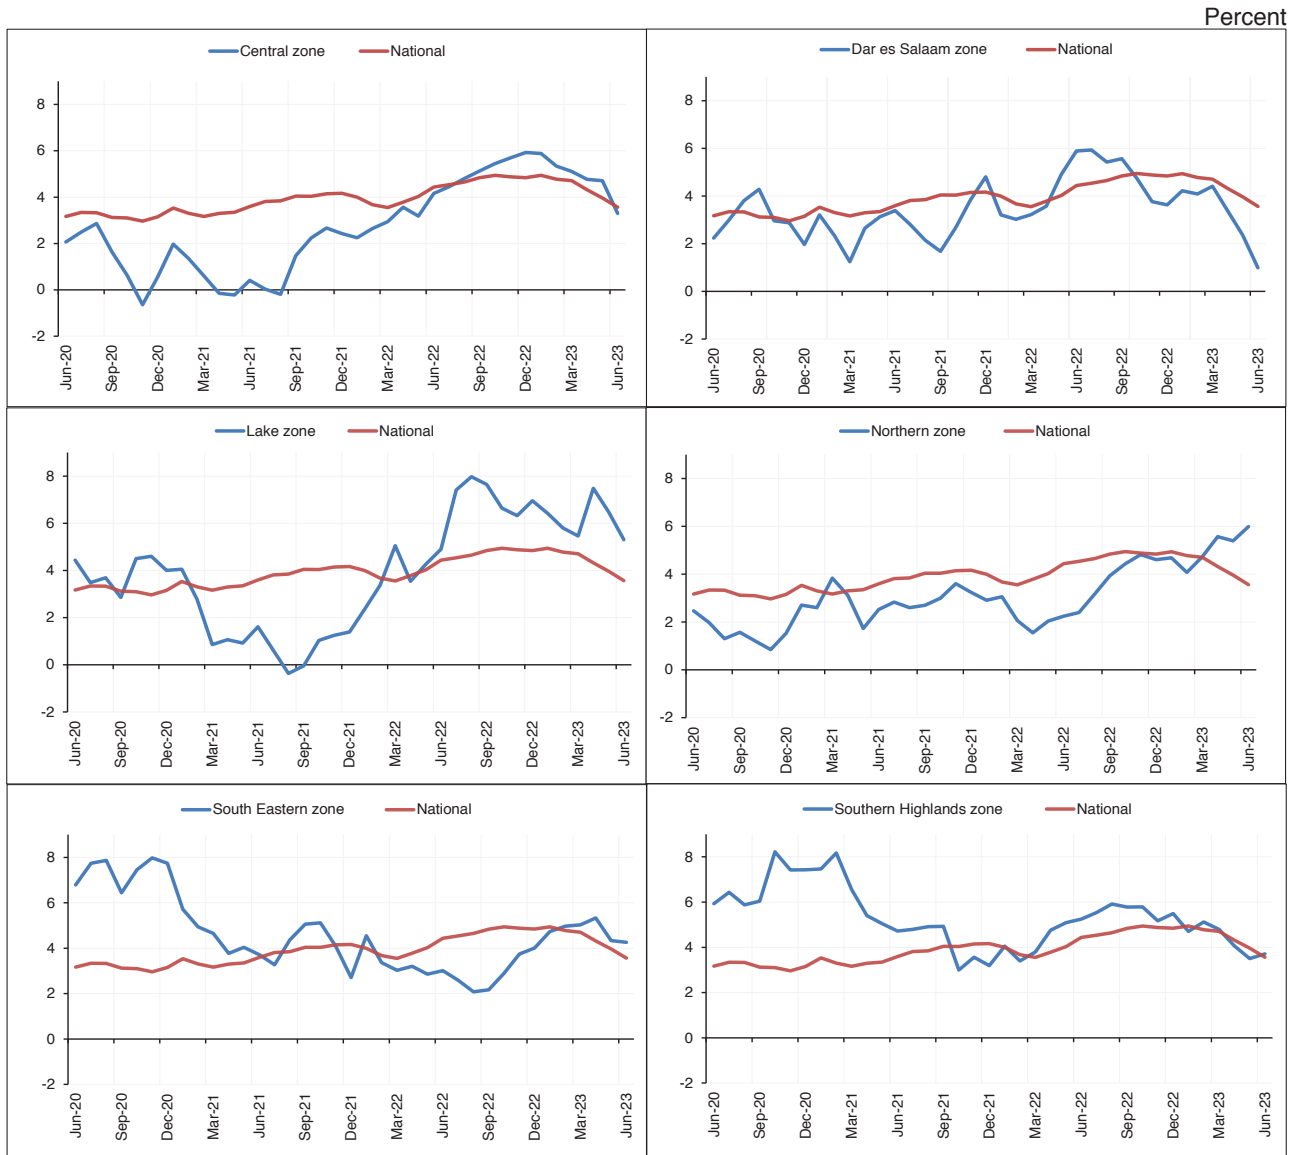 Percent
Central zone National
8
6
4
2
0
-2
Jun-20 Sep-20 Dec-20 Mar-21 Jun-21 Sep-21 Dec-21 Mar-22 Jun-22 Sep-22 Dec-22 Mar-23 Jun-23
Dar es Salaam zone National
8
6
4
2
0
-2
Jun-20 Sep-20 Dec-20 Mar-21 Jun-21 Sep-21 Dec-21 Mar-22 Jun-22 Sep-22 Dec-22 Mar-23 Jun-23
Lake zone National
8
6
4
2
0
-2
Jun-20 Sep-20 Dec-20 Mar-21 Jun-21 Sep-21 Dec-21 Mar-22 Jun-22 Sep-22 Dec-22 Mar-23 Jun-23
Northern zone National
8
6
4
2
0
-2
Jun-20 Sep-20 Dec-20 Mar-21 Jun-21 Sep-21 Dec-21 Mar-22 Jun-22 Sep-22 Dec-22 Mar-23 Jun-23
South Eastern zone National
8
6
4
2
0
-2
Jun-20 Sep-20 Dec-20 Mar-21 Jun-21 Sep-21 Dec-21 Mar-22 Jun-22 Sep-22 Dec-22 Mar-23 Jun-23
Southern Highlands zone National
8
6
4
2
0
-2
Jun-20 Sep-20 Dec-20 Mar-21 Jun-21 Sep-21 Dec-21 Mar-22 Jun-22 Sep-22 Dec-22 Mar-23 Jun-23